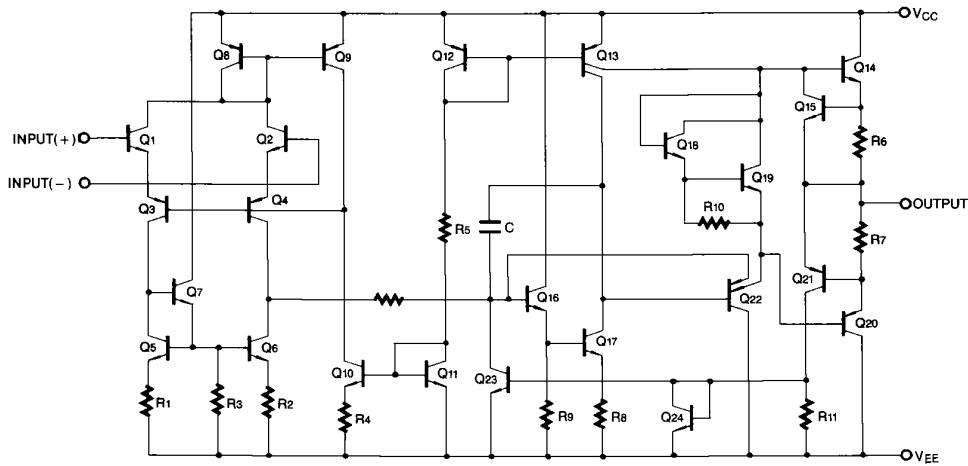 VCC
Q8
Q9
Q12
Q13
Q14
Q15
INPUT(+)
Q1
Q2
Q18
R6
INPUT(−)
Q19
Q3
Q4
OUTPUT
R5
C
R10
R7
Q7
Q16
Q21
Q22
Q20
Q5
Q6
Q17
Q10
Q11
Q23
R1
R3
R2
R4
R9
R8
Q24
R11
VEE